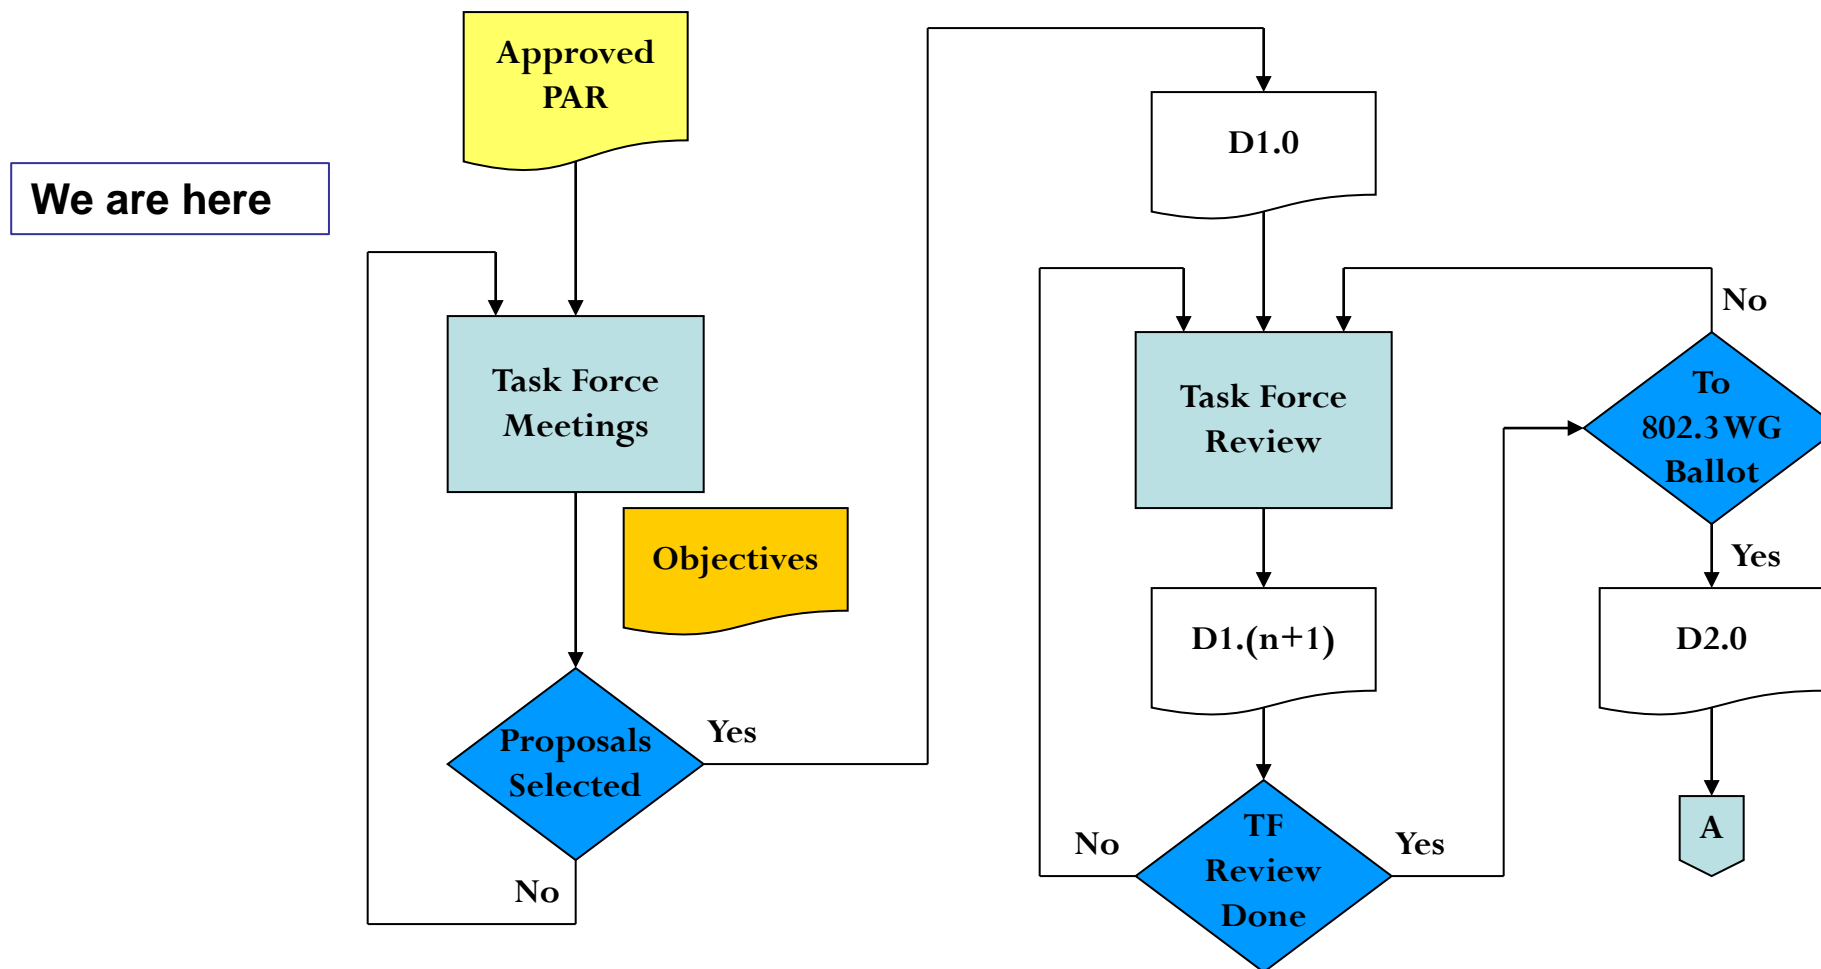 Approved
PAR
We are here
Task Force
Meetings
Objectives
Proposals
Selected
Yes
No
D1.0
Task Force
Review
D1.(n+1)
TF
Review
Done
No
Yes
To
802.3 WG
Ballot
No
Yes
D2.0
A